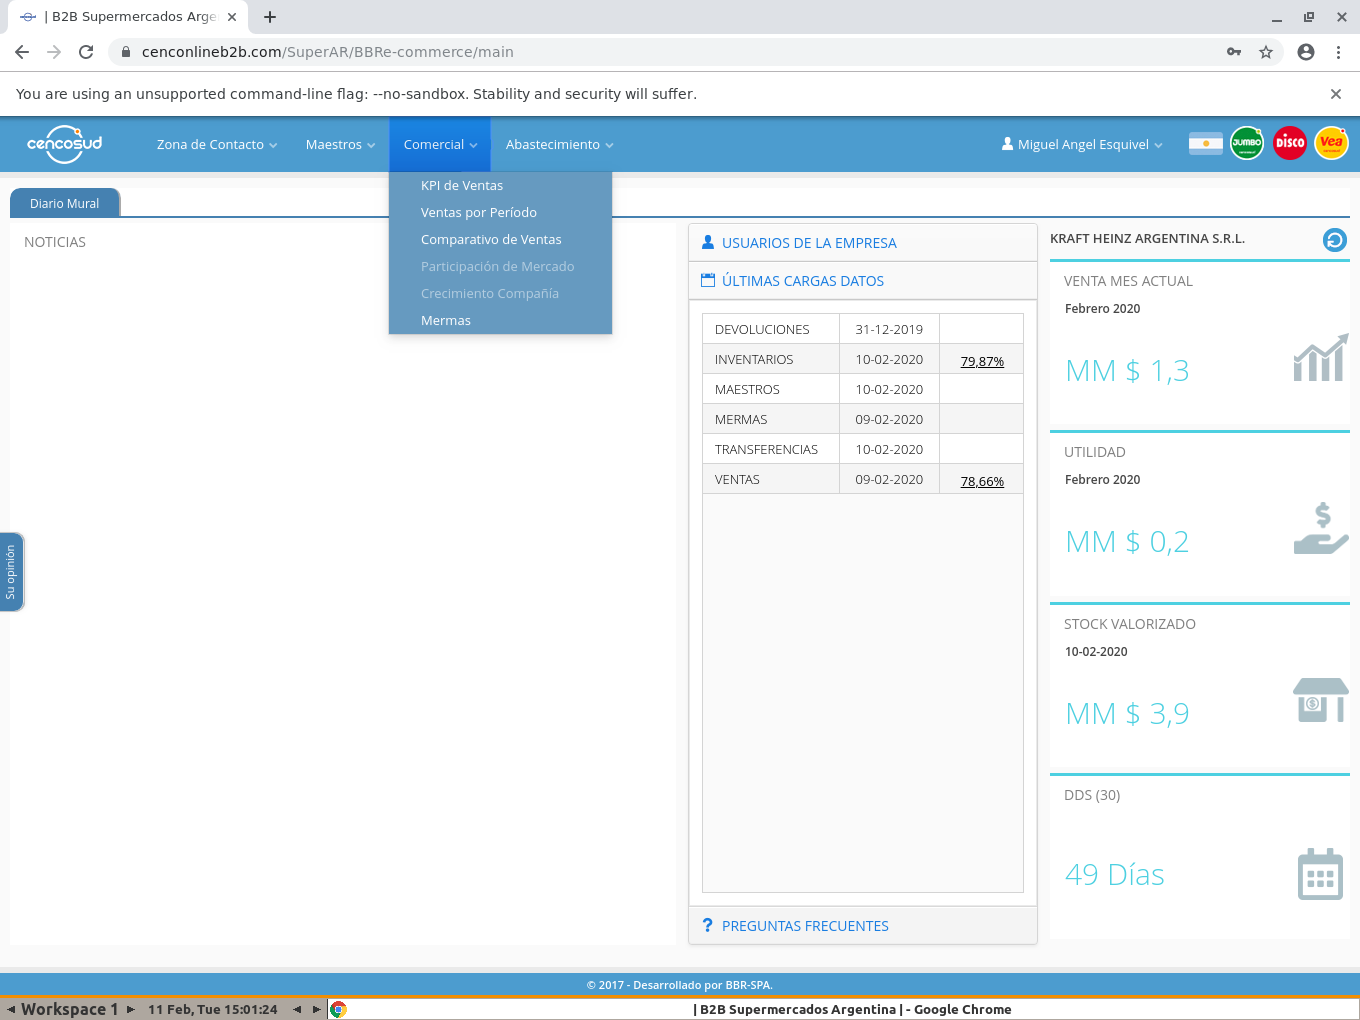 | B2B Supermercados Arge
cenconlineb2b.com/SuperAR/BBRe-commerce/main
You are using an unsupported command-line flag: --no-sandbox. Stability and security will suffer.
cencosud
Zona de Contacto
Maestros
Comercial
Abastecimiento
Miguel Angel Esquivel
JUMBO
DISCO
Vea
KPI de Ventas
Ventas por Período
Comparativo de Ventas
Participación de Mercado
Crecimiento Compañía
Mermas
Diario Mural
NOTICIAS
Su opinión
USUARIOS DE LA EMPRESA
ÚLTIMAS CARGAS DATOS
DEVOLUCIONES 31-12-2019
INVENTARIOS 10-02-2020 79,87%
MAESTROS 10-02-2020
MERMAS 09-02-2020
TRANSFERENCIAS 10-02-2020
VENTAS 09-02-2020 78,66%
PREGUNTAS FRECUENTES
KRAFT HEINZ ARGENTINA S.R.L.
VENTA MES ACTUAL
Febrero 2020
MM $ 1,3
UTILIDAD
Febrero 2020
MM $ 0,2
STOCK VALORIZADO
10-02-2020
MM $ 3,9
DDS (30)
49 Días
© 2017 - Desarrollado por BBR-SPA.
Workspace 1
11 Feb, Tue 15:01:24
| B2B Supermercados Argentina | - Google Chrome